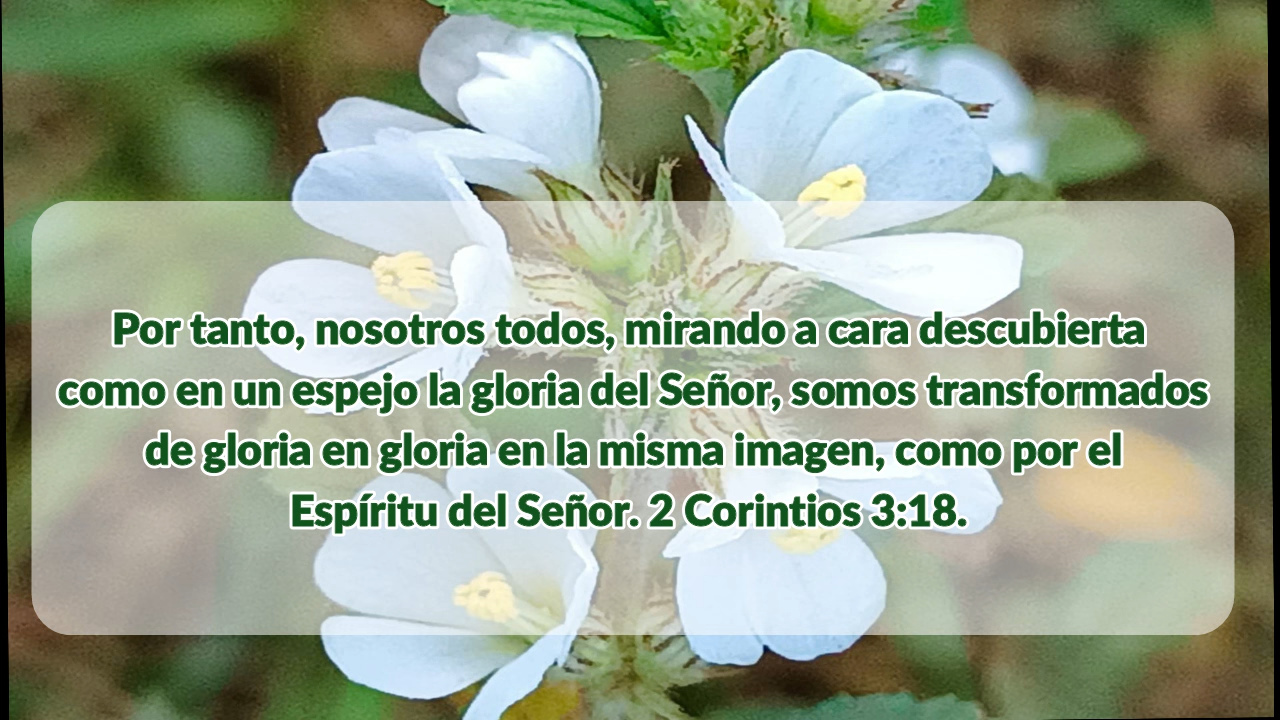 Por tanto, nosotros todos, mirando a cara descubierta
como en un espejo la gloria del Señor, somos transformados
de gloria en gloria en la misma imagen, como por el
Espíritu del Señor. 2 Corintios 3:18.